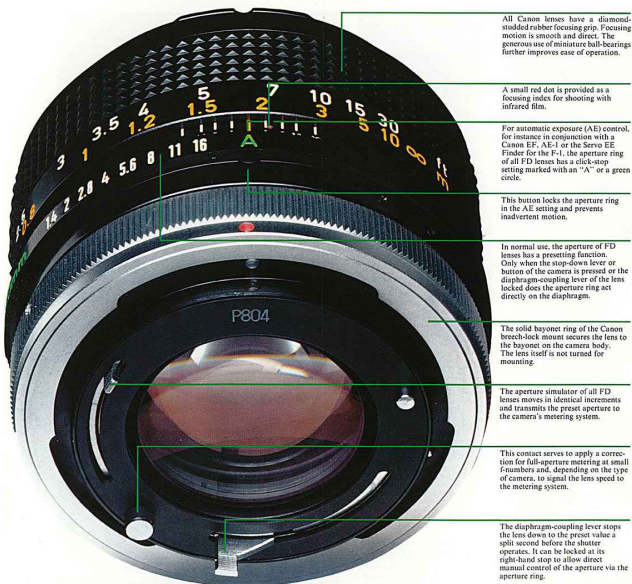 All Canon lenses have a diamond-
studded rubber focusing grip. Focusing
motion is smooth and direct. The
generous use of miniature ball-bearings
further improves ease of operation.
A small red dot is provided as a
focusing index for shooting with
infrared film.
For automatic exposure (AE) control,
for instance in conjunction with a
Canon EF, AE-1 or the Servo EE
Finder for the F-1, the aperture ring
of all FD lenses has a click-stop
setting marked with an "A" or a green
circle.
This button locks the aperture ring
in the AE setting and prevents
inadvertent motion.
In normal use, the aperture of FD
lenses has a presetting function.
Only when the stop-down lever or
button of the camera is pressed or the
diaphragm-coupling lever of the lens
locked does the aperture ring act
directly on the diaphragm.
The solid bayonet ring of the Canon
breech-lock mount secures the lens to
the bayonet on the camera body.
The lens itself is not turned for
mounting.
The aperture simulator of all FD
lenses moves in identical increments
and transmits the preset aperture to
the camera's metering system.
This contact serves to apply a correc-
tion for full-aperture metering at small
f-numbers and, depending on the type
of camera, to signal the lens speed to
the metering system.
The diaphragm-coupling lever stops
the lens down to the preset value a
split second before the shutter
operates. It can be locked at its
right-hand stop to allow direct
manual control of the aperture via the
aperture ring.
3 3.5 4 5 7 10 15 30 ft
0.8 1 1.2 1.5 2 3 5 10 ∞ m
1.4 2 2.8 4 5.6 8 11 16 A
P804